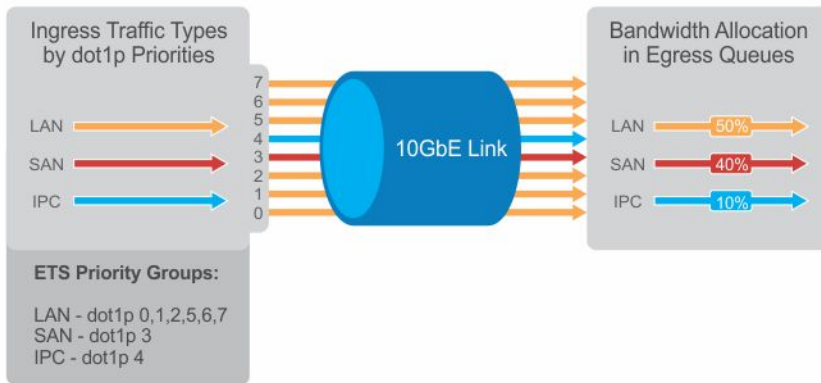 Ingress Traffic Types
by dot1p Priorities
LAN
SAN
IPC
7
6
5
4
3
2
1
0
10GbE Link
Bandwidth Allocation
in Egress Queues
LAN 50%
SAN 40%
IPC 10%
ETS Priority Groups:
LAN - dot1p 0,1,2,5,6,7
SAN - dot1p 3
IPC - dot1p 4